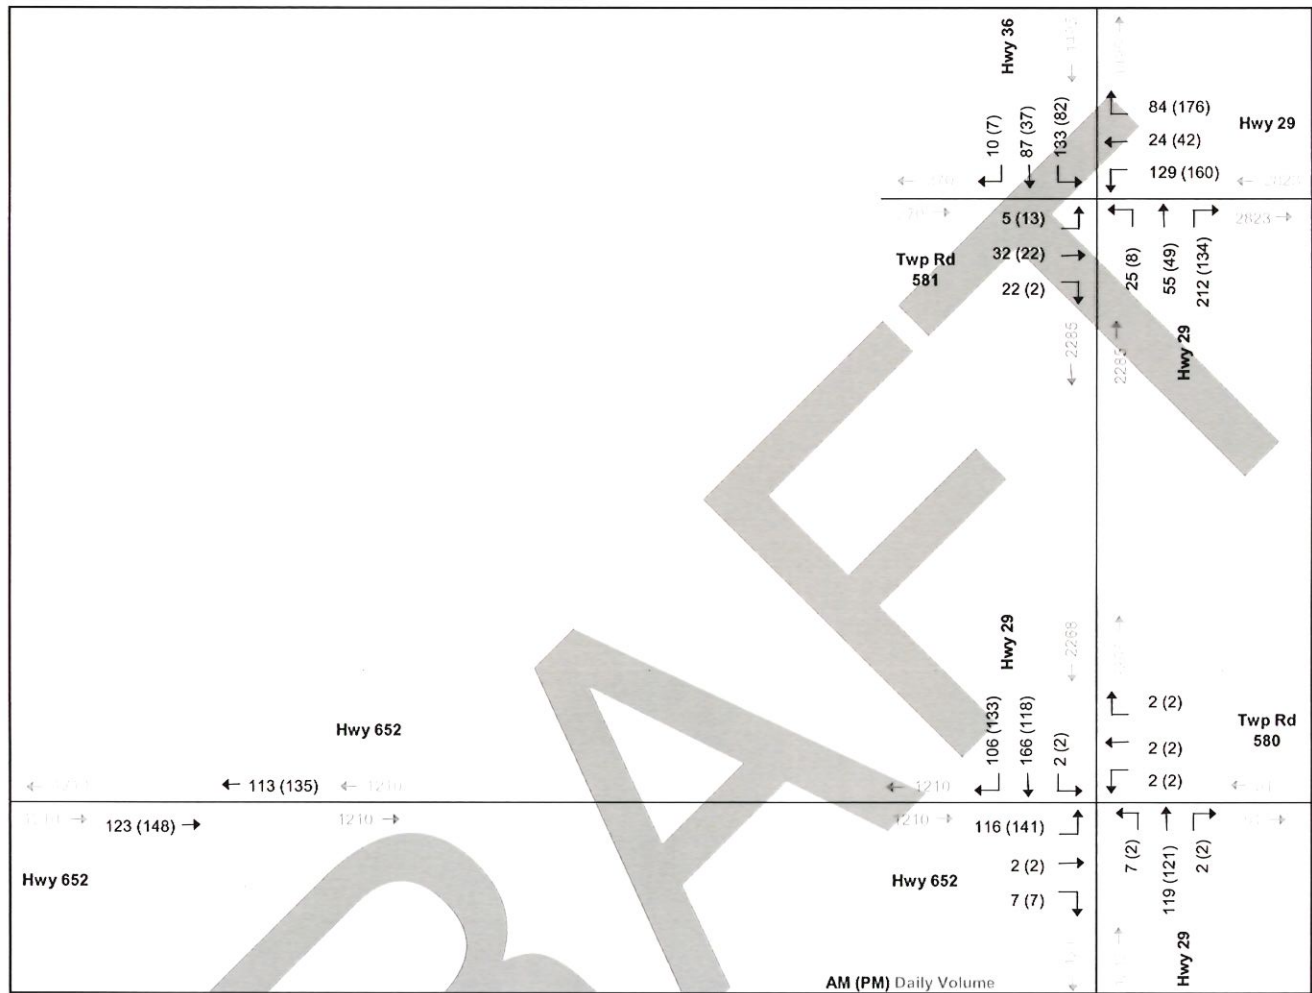 Hwy 36
10 (7)
87 (37)
133 (82)
84 (176)
24 (42)
129 (160)
Hwy 29
2823 →
5 (13)
32 (22)
22 (2)
Twp Rd
581
25 (8)
55 (49)
212 (134)
← 2285
2285 →
Hwy 29
Hwy 29
← 2268
106 (133)
166 (118)
2 (2)
2 (2)
2 (2)
2 (2)
Twp Rd
580
Hwy 652
← 113 (135)
← 1210
← 1210
123 (148) →
1210 →
1210 →
116 (141)
2 (2)
7 (7)
7 (2)
119 (121)
2 (2)
Hwy 652
Hwy 652
Hwy 29
AM (PM) Daily Volume
DRAFT